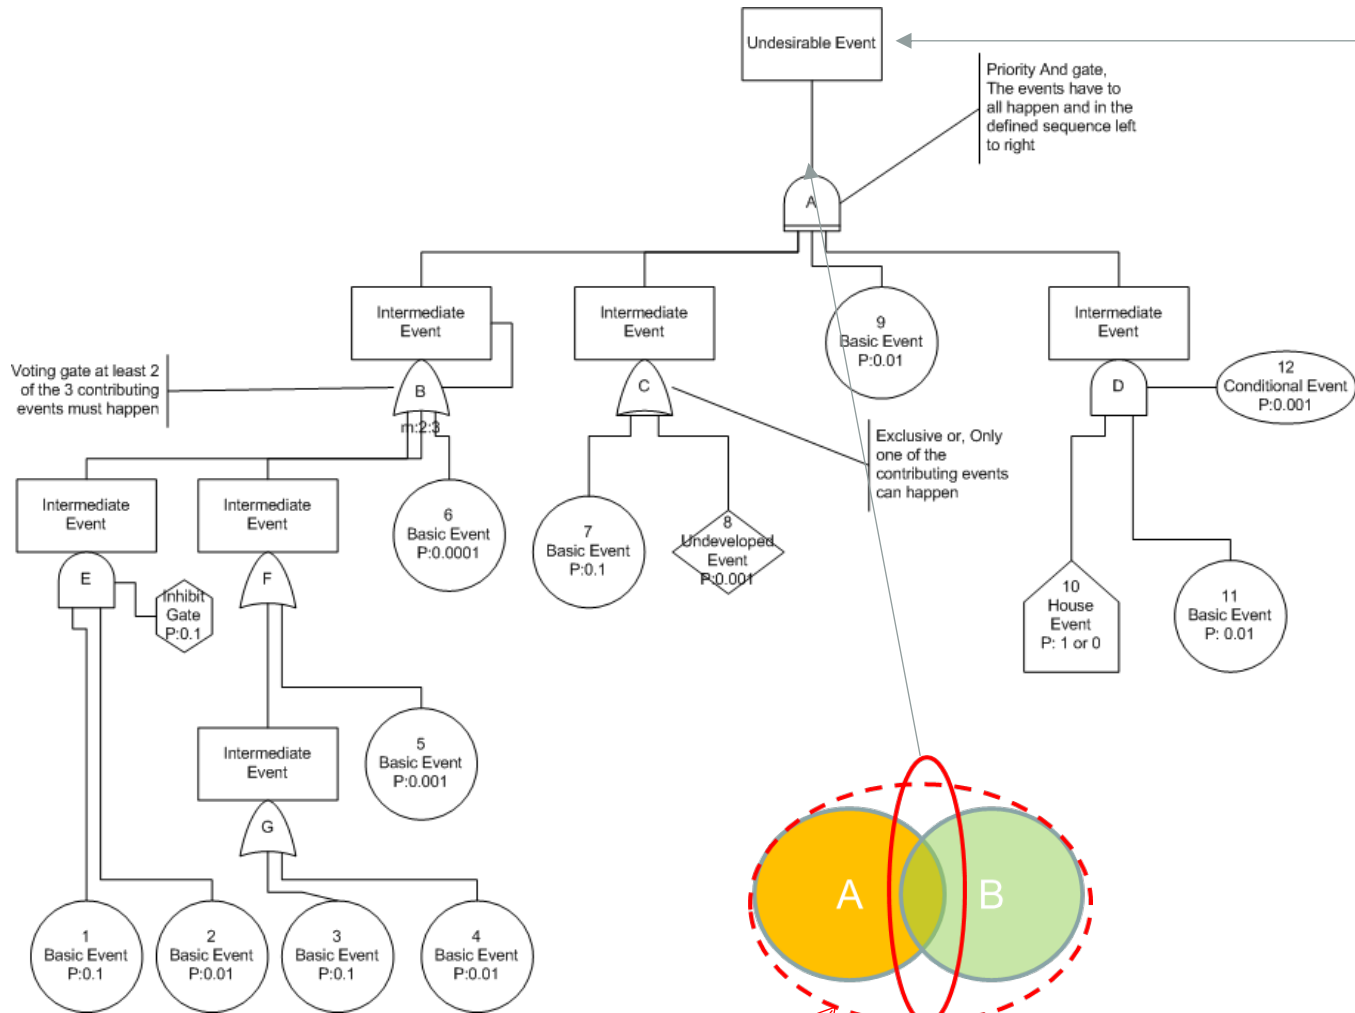 Undesirable Event
Priority And gate,
The events have to
all happen and in the
defined sequence left
to right
A
Intermediate
Event
Intermediate
Event
9
Basic Event
P:0.01
Intermediate
Event
Voting gate at least 2
of the 3 contributing
events must happen
B
m:2:3
C
D
12
Conditional Event
P:0.001
Exclusive or, Only
one of the
contributing events
can happen
Intermediate
Event
Intermediate
Event
6
Basic Event
P:0.0001
7
Basic Event
P:0.1
8
Undeveloped
Event
P:0.001
E
Inhibit
Gate
P:0.1
F
10
House
Event
P: 1 or 0
11
Basic Event
P: 0.01
Intermediate
Event
5
Basic Event
P:0.001
G
1
Basic Event
P:0.1
2
Basic Event
P:0.01
3
Basic Event
P:0.1
4
Basic Event
P:0.01
A
B